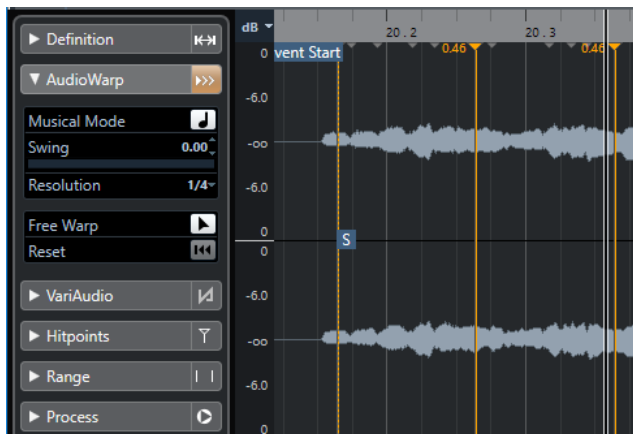 Definition
AudioWarp
Musical Mode
Swing 0.00
Resolution 1/4
Free Warp
Reset
VariAudio
Hitpoints
Range
Process
dB 20.2 20.3
0 vent Start 0.46 0.46
-6.0
-oo
-6.0
0
S
0
-6.0
-oo
-6.0
0